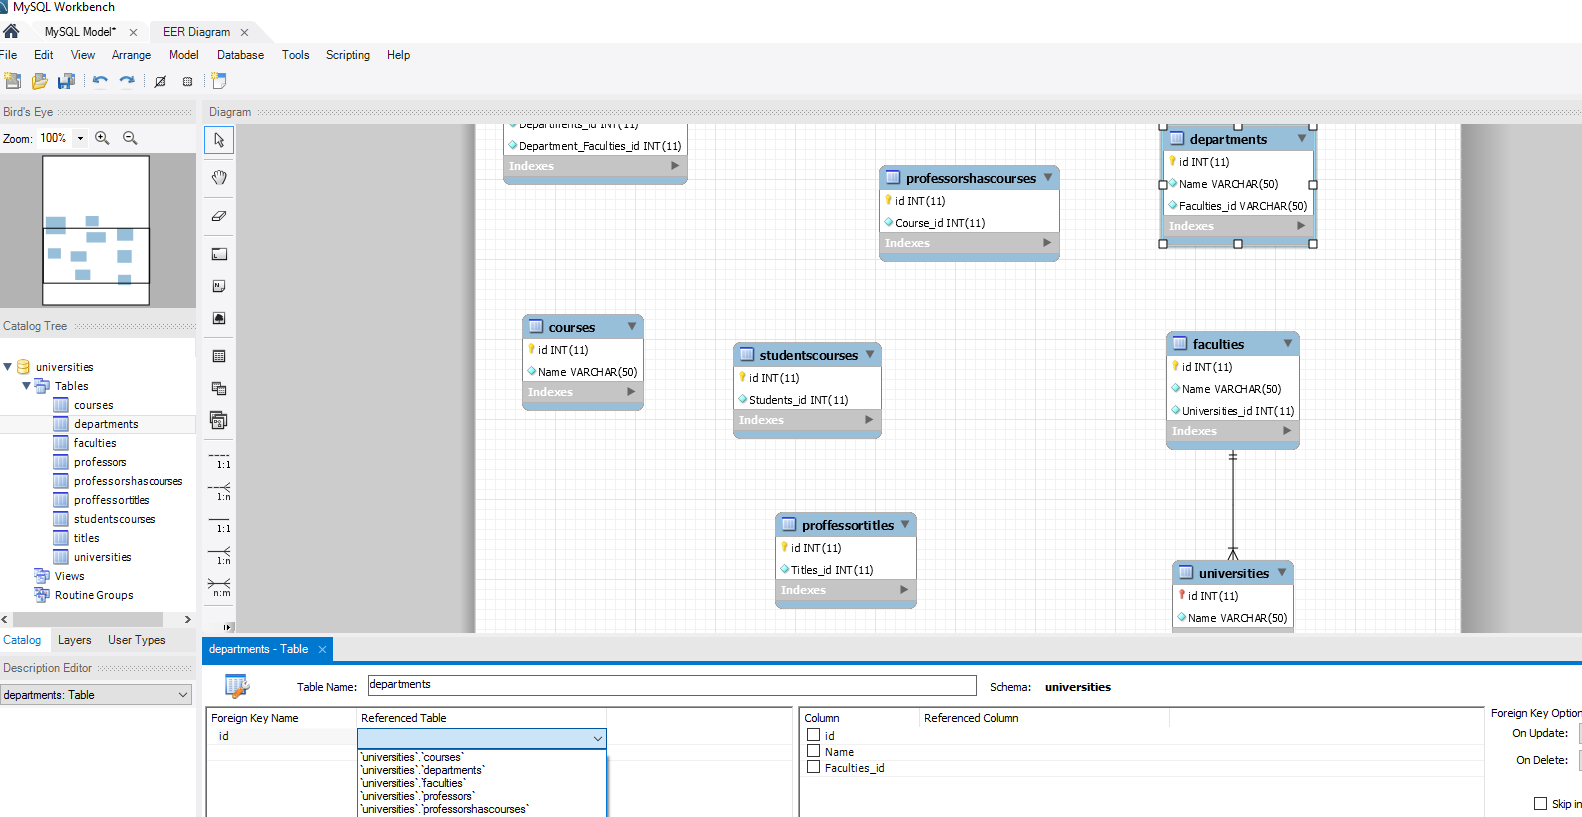 MySQL Workbench
MySQL Model*
EER Diagram
File Edit View Arrange Model Database Tools Scripting Help
Bird's Eye
Diagram
Zoom: 100%
Departments_id INT(11)
Department_Faculties_id INT(11)
Indexes
professorshascourses
id INT(11)
Course_id INT(11)
Indexes
departments
id INT(11)
Name VARCHAR(50)
Faculties_id VARCHAR(50)
Indexes
courses
id INT(11)
Name VARCHAR(50)
Indexes
studentscourses
id INT(11)
Students_id INT(11)
Indexes
faculties
id INT(11)
Name VARCHAR(50)
Universities_id INT(11)
Indexes
proffessortitles
id INT(11)
Titles_id INT(11)
Indexes
universities
id INT(11)
Name VARCHAR(50)
1:1
1:n
1:1
1:n
n:m
Catalog Tree
universities
Tables
courses
departments
faculties
professors
professorshascourses
proffessortitles
studentscourses
titles
universities
Views
Routine Groups
Catalog Layers User Types
Description Editor
departments: Table
departments - Table
Table Name: departments
Schema: universities
Foreign Key Name Referenced Table
id
`universities`.`courses`
`universities`.`departments`
`universities`.`faculties`
`universities`.`professors`
`universities`.`professorshascourses`
Column Referenced Column
id
Name
Faculties_id
Foreign Key Option
On Update:
On Delete:
Skip in